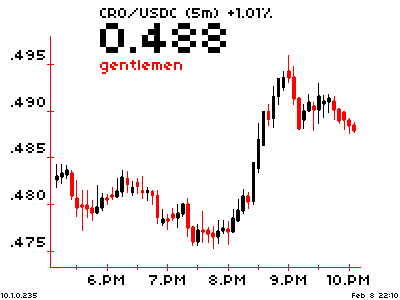 CRO/USDC (5m) +1.01%
0.488
gentlemen
.495
.490
.485
.480
.475
6.PM 7.PM 8.PM 9.PM 10.PM
10.1.0.235 Feb 8 22:10